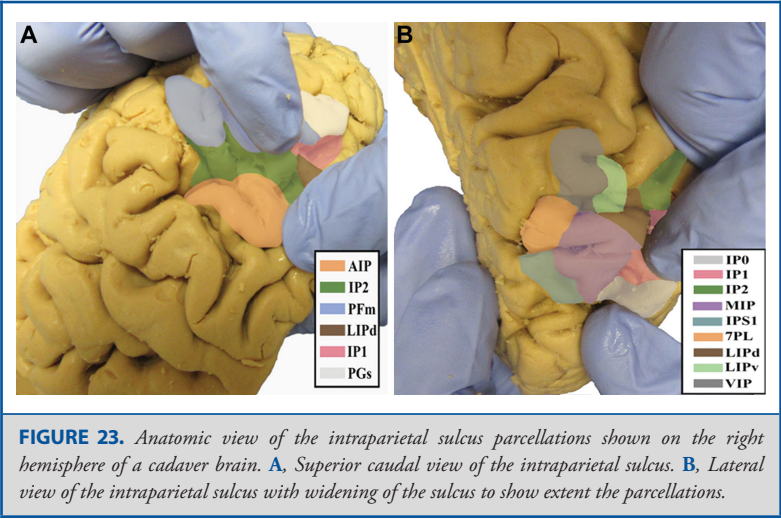 A
B
AIP
IP2
PFm
LIPd
IP1
PGs
IP0
IP1
IP2
MIP
IPS1
7PL
LIPd
LIPv
VIP
FIGURE 23. Anatomic view of the intraparietal sulcus parcellations shown on the right
hemisphere of a cadaver brain. A, Superior caudal view of the intraparietal sulcus. B, Lateral
view of the intraparietal sulcus with widening of the sulcus to show extent the parcellations.